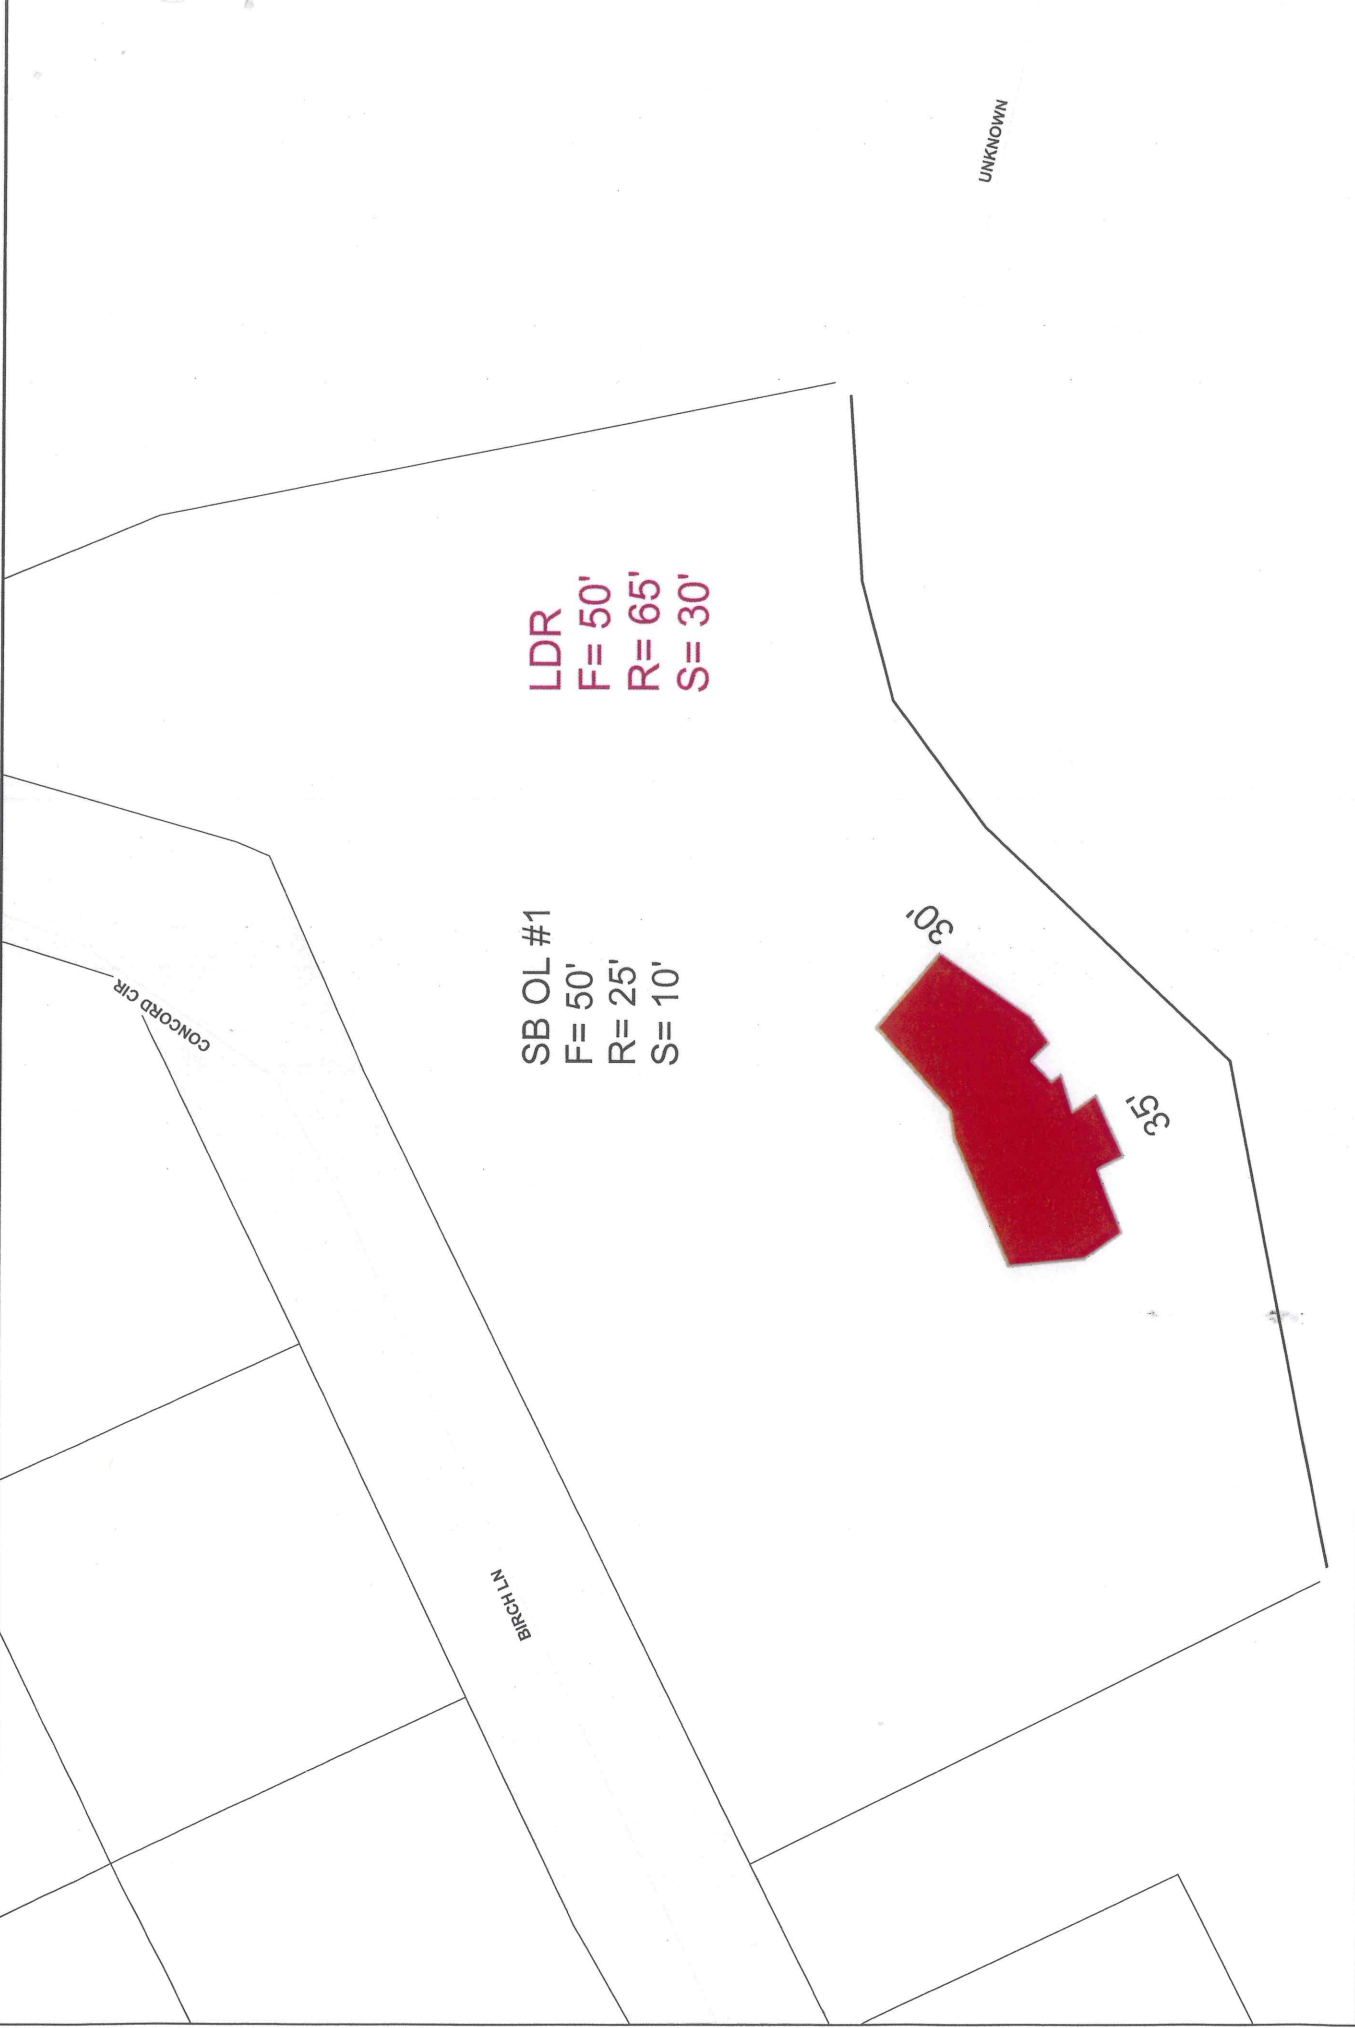 UNKNOWN
LDR
F= 50'
R= 65'
S= 30'
SB OL #1
F= 50'
R= 25'
S= 10'
30'
CONCORD CIR
35'
BIRCH LN